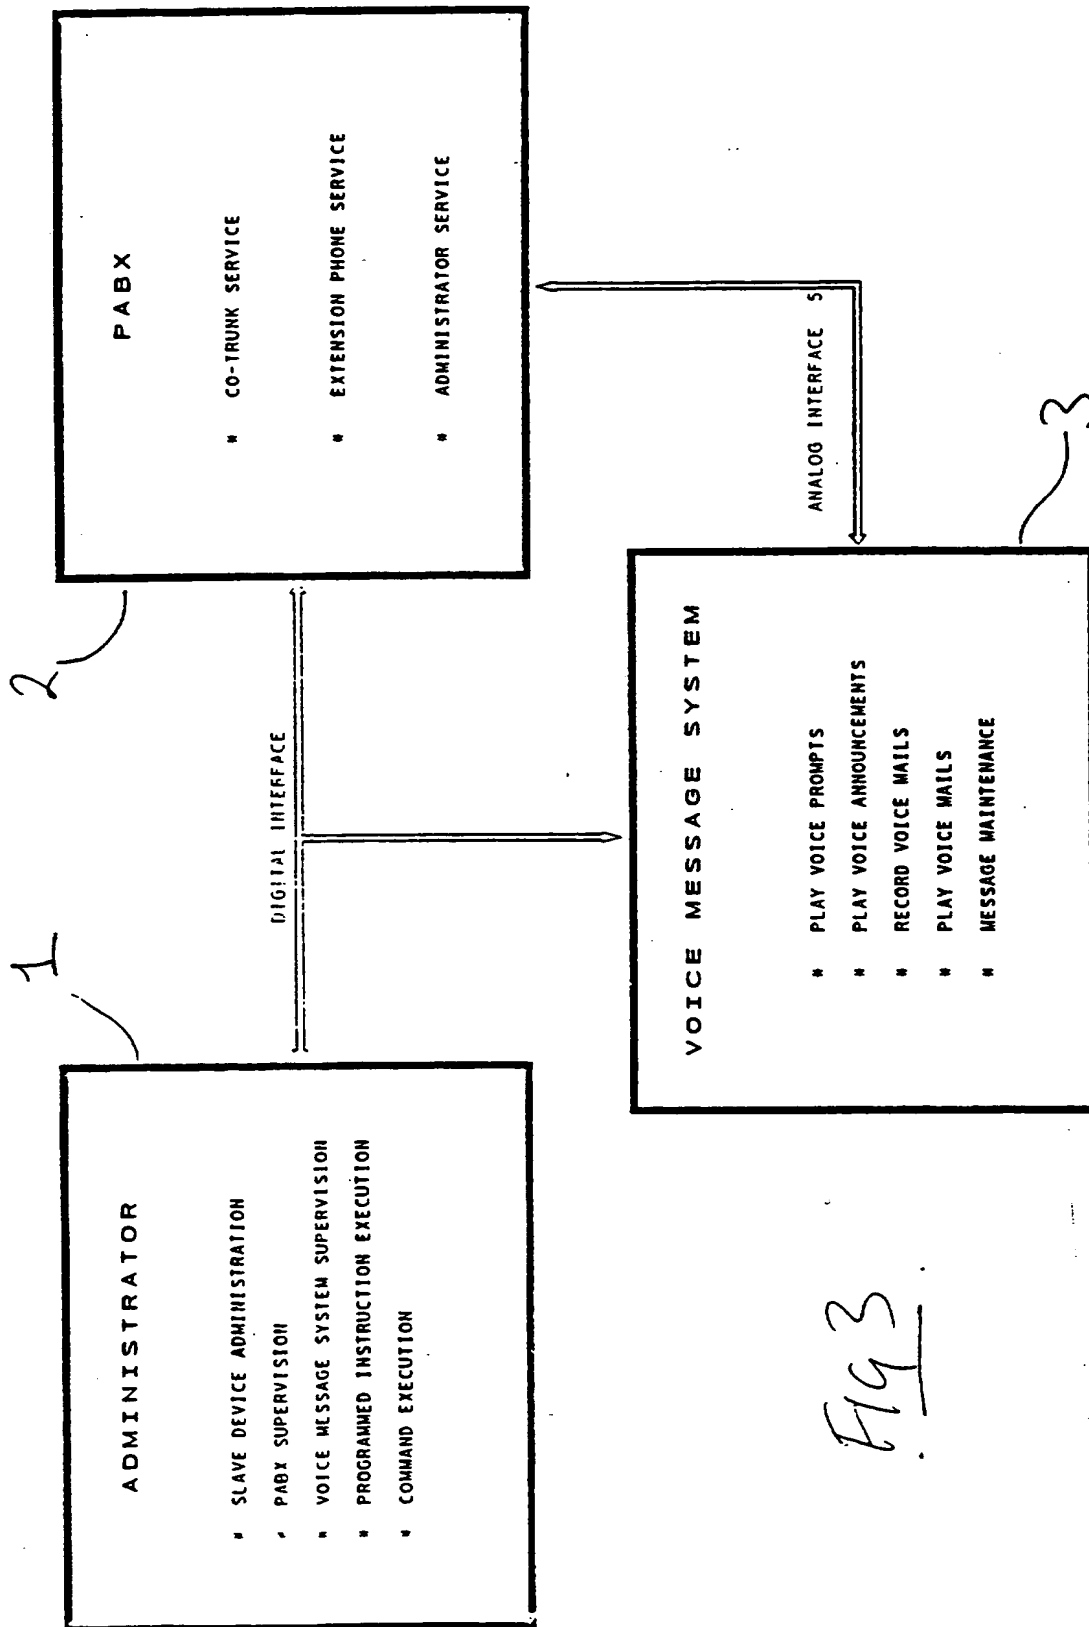 1
ADMINISTRATOR
* SLAVE DEVICE ADMINISTRATION
* PABX SUPERVISION
* VOICE MESSAGE SYSTEM SUPERVISION
* PROGRAMMED INSTRUCTION EXECUTION
* COMMAND EXECUTION
DIGITAL INTERFACE
2
PABX
* CO-TRUNK SERVICE
* EXTENSION PHONE SERVICE
* ADMINISTRATOR SERVICE
VOICE MESSAGE SYSTEM
* PLAY VOICE PROMPTS
* PLAY VOICE ANNOUNCEMENTS
* RECORD VOICE MAILS
* PLAY VOICE MAILS
* MESSAGE MAINTENANCE
ANALOG INTERFACE 5
3
FIG 3